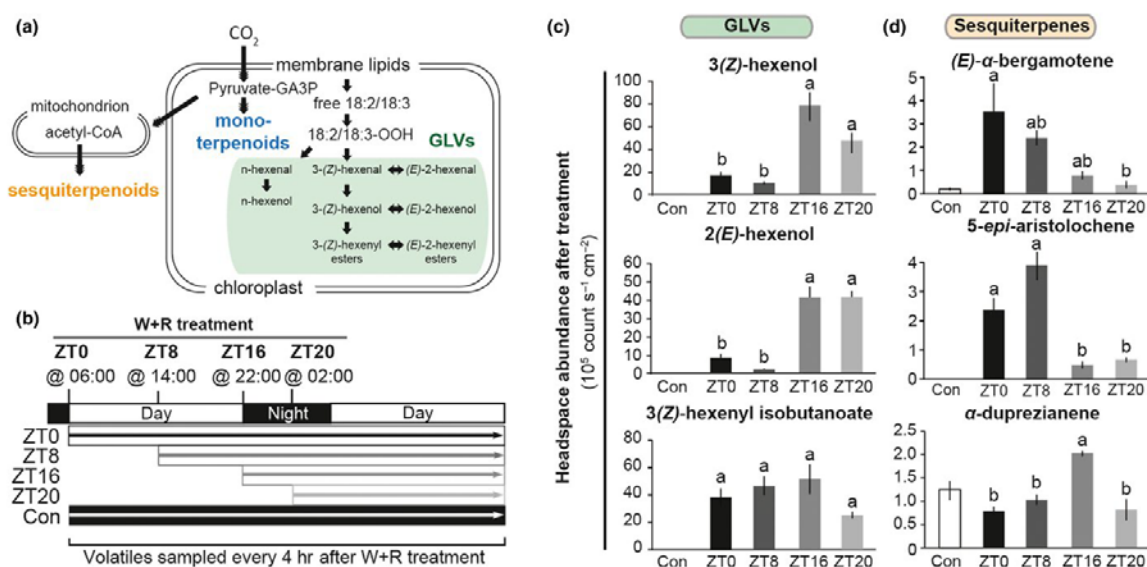 (a)
CO2
membrane lipids
Pyruvate-GA3P
mitochondrion
acetyl-CoA
free 18:2/18:3
mono-
terpenoids
18:2/18:3-OOH
GLVs
sesquiterpenoids
n-hexenal
3-(Z)-hexenal
(E)-2-hexenal
n-hexenol
3-(Z)-hexenol
(E)-2-hexenol
3-(Z)-hexenyl
esters
(E)-2-hexenyl
esters
chloroplast
(b)
W+R treatment
ZT0 ZT8 ZT16 ZT20
@ 06:00 @ 14:00 @ 22:00 @ 02:00
Day Night Day
ZT0
ZT8
ZT16
ZT20
Con
Volatiles sampled every 4 hr after W+R treatment
(c)
GLVs
Headspace abundance after treatment
(10⁵ count s⁻¹ cm⁻²)
3(Z)-hexenol
100
80
60
40
20
0
b b a a
Con ZT0 ZT8 ZT16 ZT20
2(E)-hexenol
60
50
40
30
20
10
0
b b a a
Con ZT0 ZT8 ZT16 ZT20
3(Z)-hexenyl isobutanoate
100
80
60
40
20
0
a a a a
Con ZT0 ZT8 ZT16 ZT20
(d)
Sesquiterpenes
(E)-α-bergamotene
5
4
3
2
1
0
a ab ab b
Con ZT0 ZT8 ZT16 ZT20
5-epi-aristolochene
5
4
3
2
1
0
a a b b
Con ZT0 ZT8 ZT16 ZT20
α-duprezianene
2.5
2.0
1.5
1.0
0.5
0.0
b b a b
Con ZT0 ZT8 ZT16 ZT20